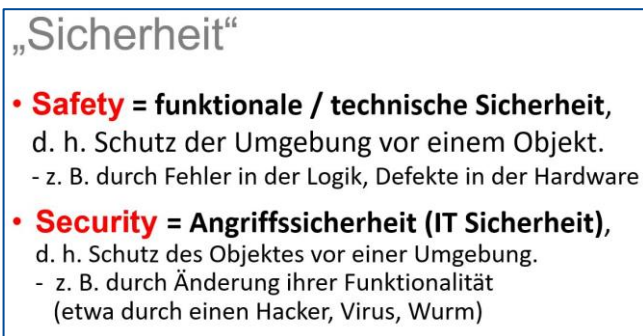 „Sicherheit“
• Safety = funktionale / technische Sicherheit,
d. h. Schutz der Umgebung vor einem Objekt.
- z. B. durch Fehler in der Logik, Defekte in der Hardware
• Security = Angriffssicherheit (IT Sicherheit),
d. h. Schutz des Objektes vor einer Umgebung.
- z. B. durch Änderung ihrer Funktionalität
(etwa durch einen Hacker, Virus, Wurm)